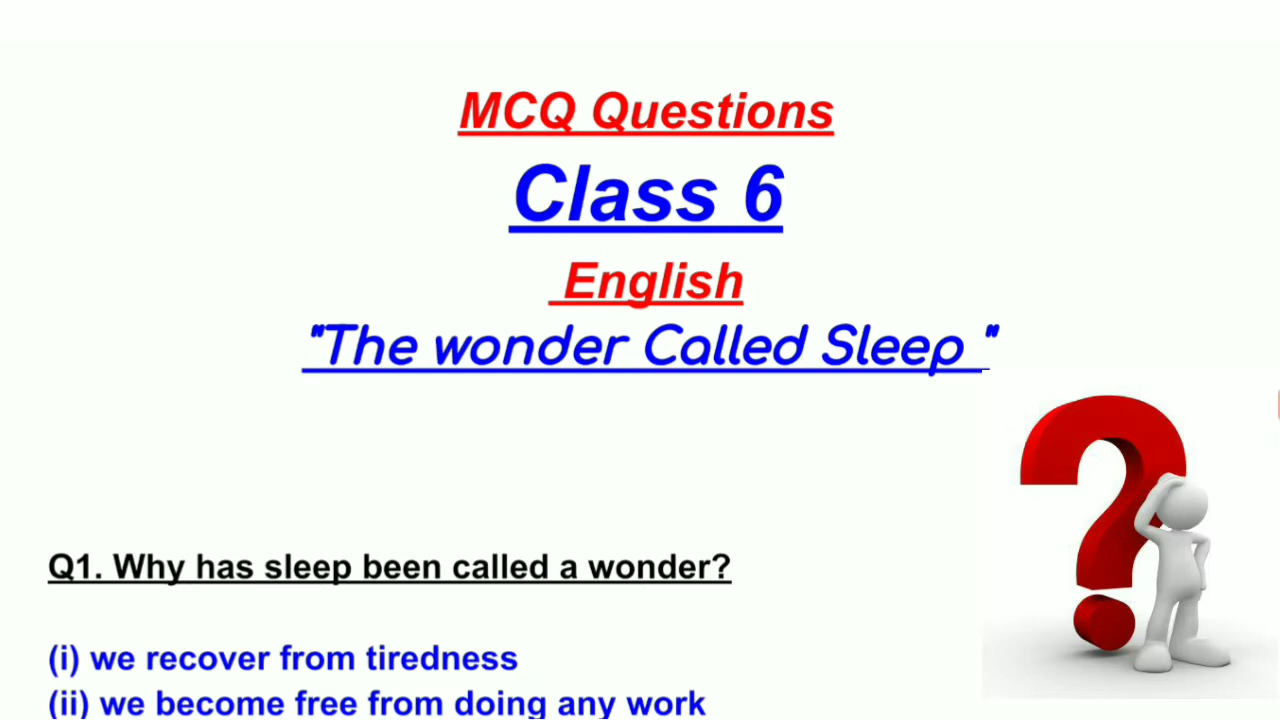 MCQ Questions
Class 6
English
"The wonder Called Sleep "
Q1. Why has sleep been called a wonder?
(i) we recover from tiredness
(ii) we become free from doing any work